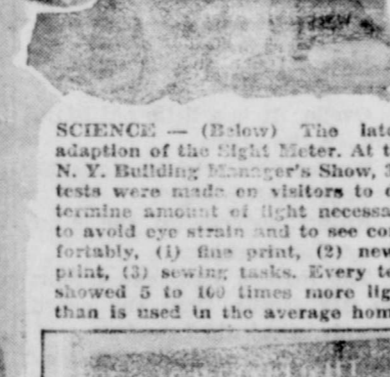 SCIENCE — (Below) The late
adaption of the Sight Meter. At t
N. Y. Building Manager's Show, 3
tests were made on visitors to
termine amount of light necessa
to avoid eye strain and to see co
fortably, (1) fine print, (2) new
print, (3) sewing tasks. Every te
showed 5 to 100 times more lig
than is used in the average hom